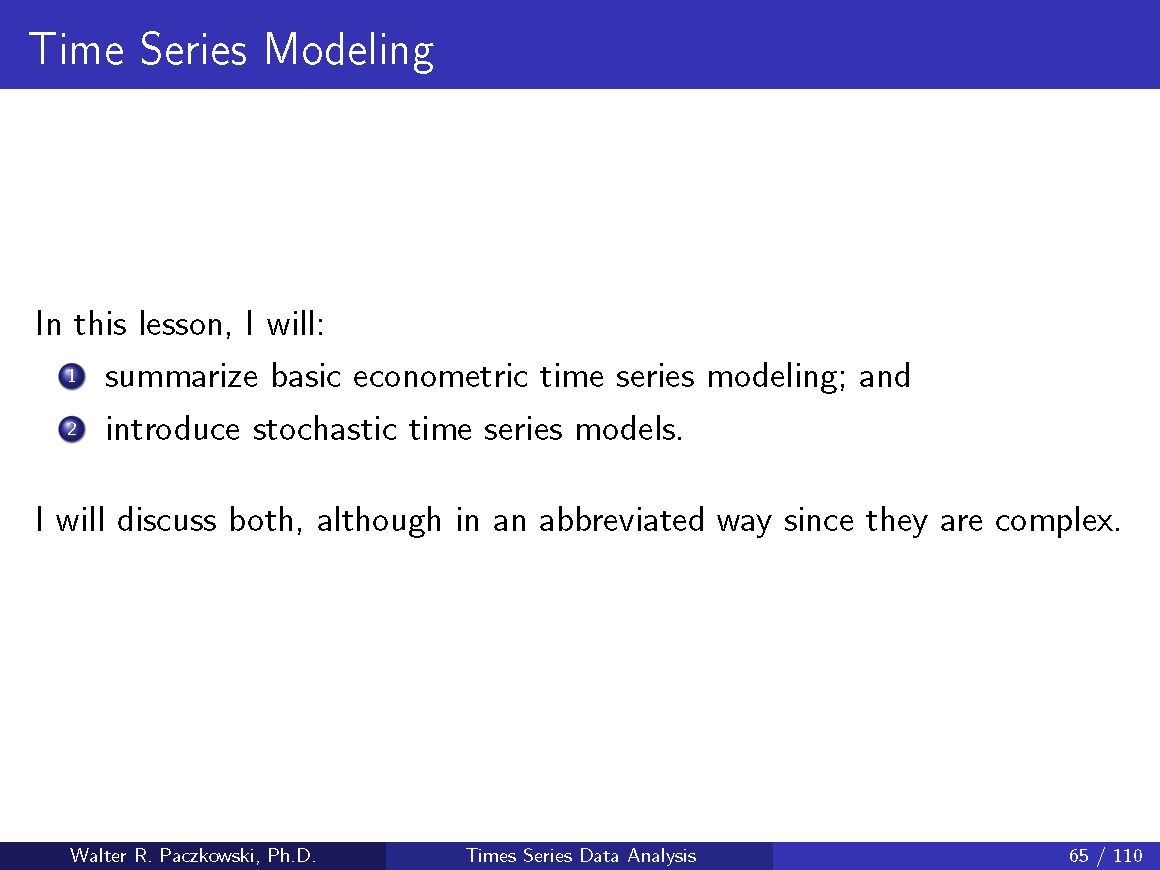 Time Series Modeling
In this lesson, I will:
1 summarize basic econometric time series modeling; and
2 introduce stochastic time series models.
I will discuss both, although in an abbreviated way since they are complex.
Walter R. Paczkowski, Ph.D. Times Series Data Analysis 65 / 110